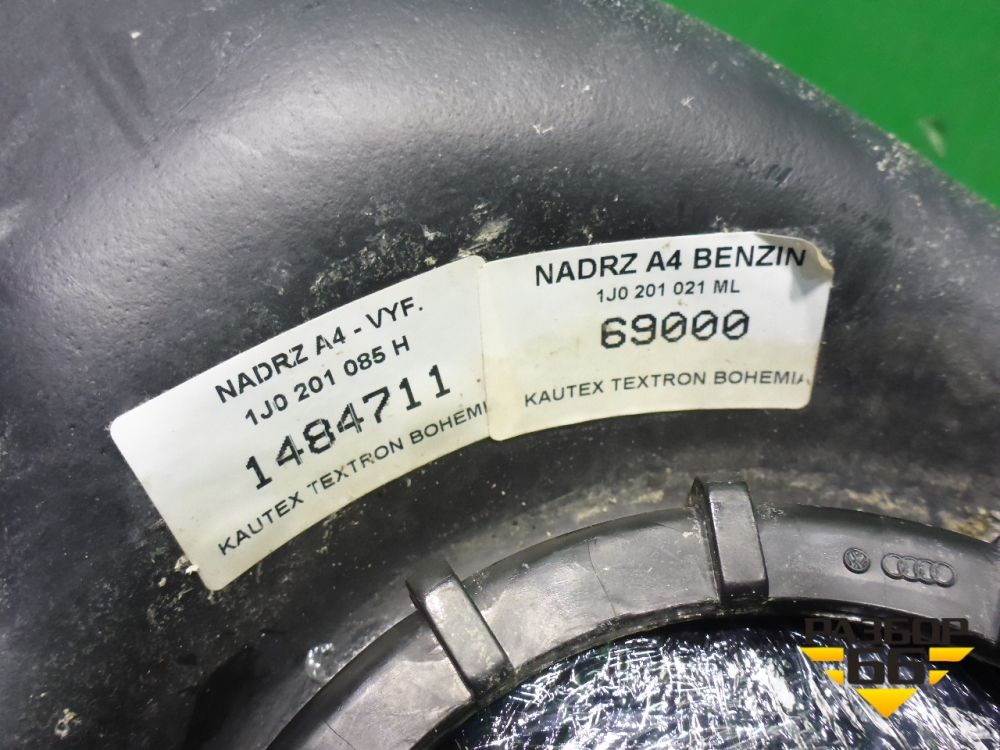 NADRZ A4 - VYF.
1J0 201 085 H
1484711
KAUTEX TEXTRON BOHEMI
NADRZ A4 BENZIN
1J0 201 021 ML
69000
KAUTEX TEXTRON BOHEMIA
РАЗБОР
66